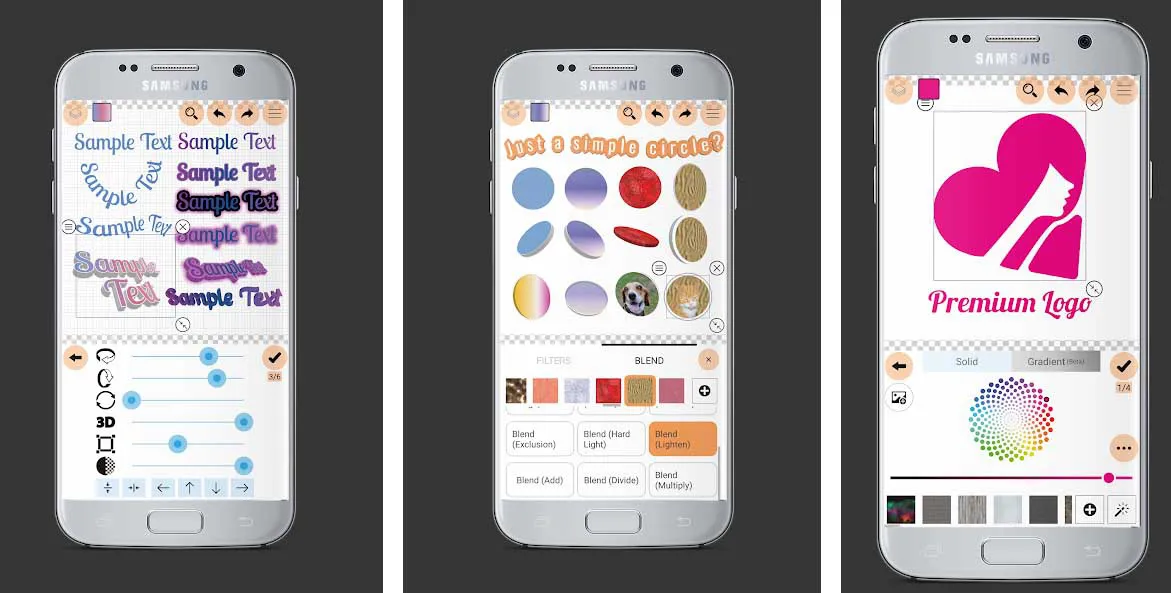 SAMSUNG
Sample Text Sample Text
Sample Text
Sample Text
Sample Text
Sample Text
Sample Text
Sample Text
Sample Text
Sample Text
3/6
3D
SAMSUNG
Just a simple circle?
FILTERS
BLEND
Blend (Exclusion)
Blend (Hard Light)
Blend (Lighten)
Blend (Add)
Blend (Divide)
Blend (Multiply)
SAMSUNG
Premium Logo
Solid
Gradient(Beta)
1/4